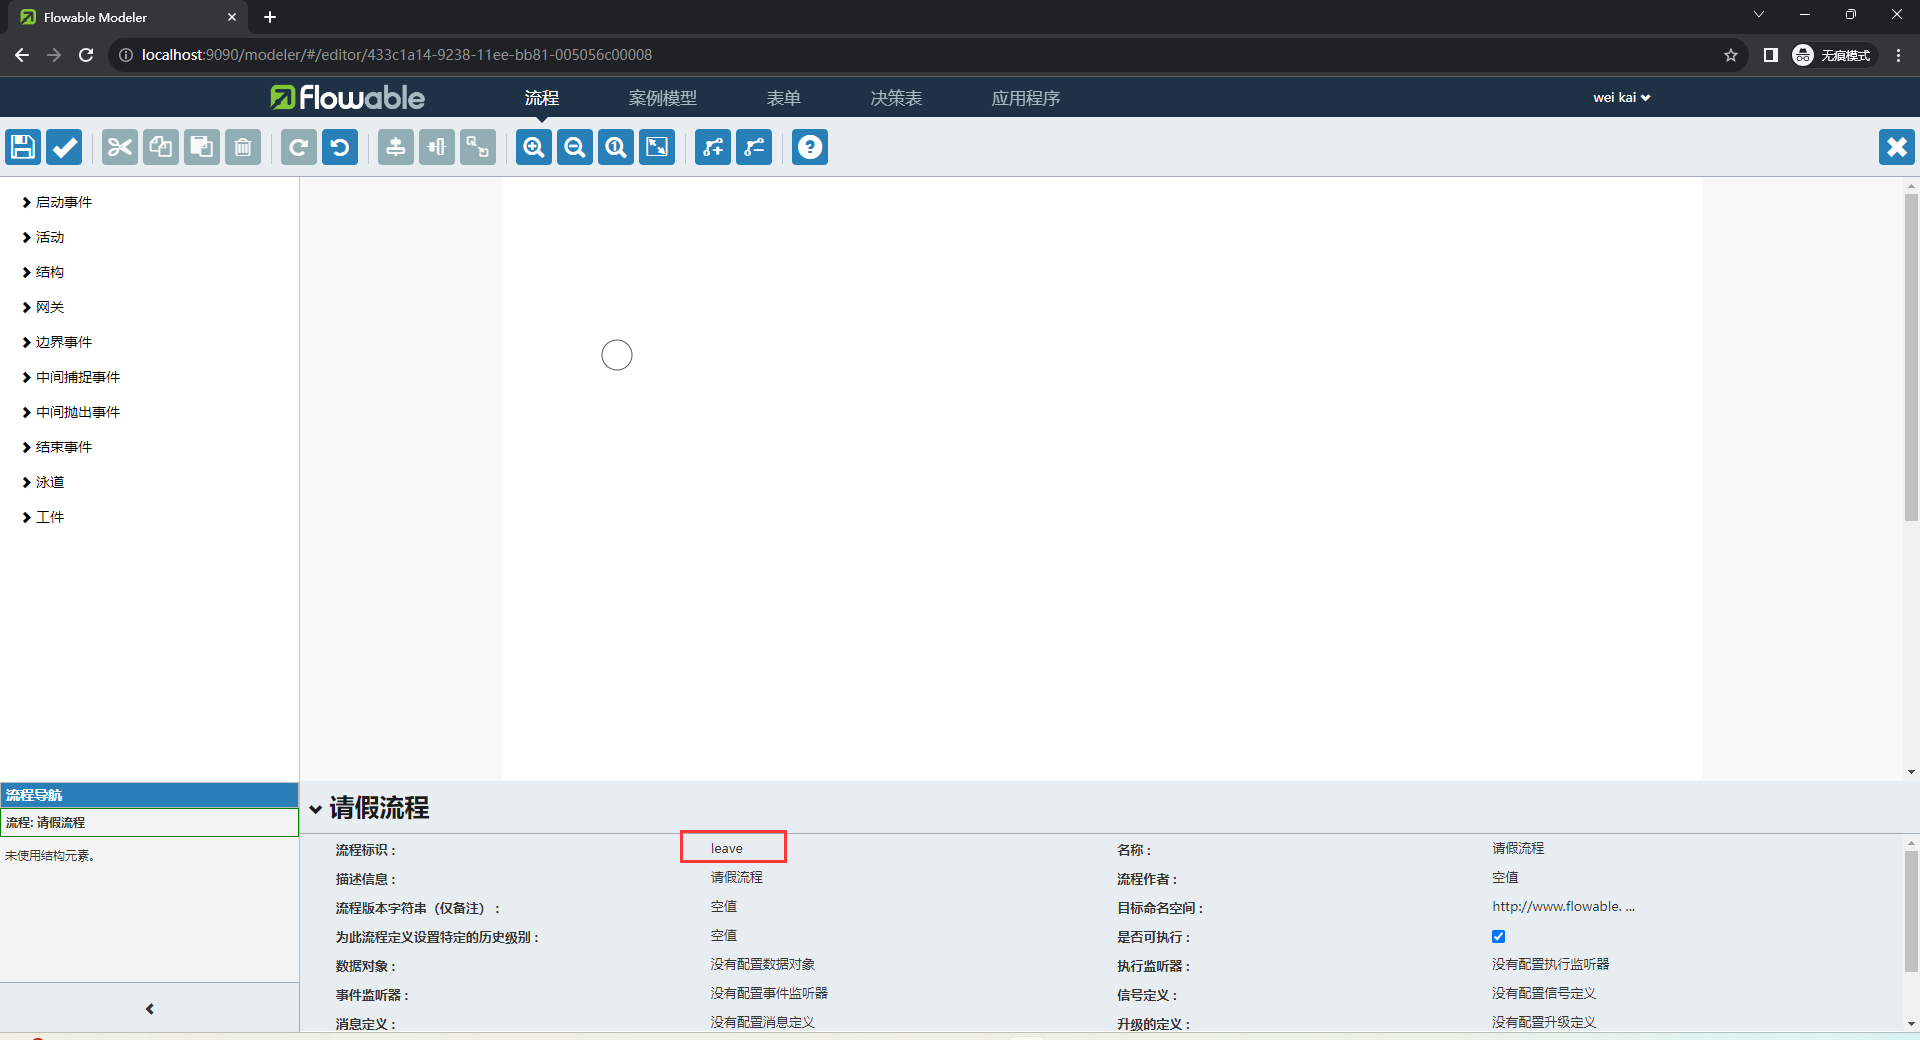 Flowable Modeler
localhost:9090/modeler/#/editor/433c1a14-9238-11ee-bb81-005056c00008
无痕模式
flowable
流程
案例模型
表单
决策表
应用程序
wei kai
启动事件
活动
结构
网关
边界事件
中间捕捉事件
中间抛出事件
结束事件
泳道
工件
流程导航
流程: 请假流程
未使用结构元素。
请假流程
流程标识 : leave 名称 : 请假流程
描述信息 : 请假流程 流程作者 : 空值
流程版本字符串（仅备注） : 空值 目标命名空间 : http://www.flowable. ...
为此流程定义设置特定的历史级别 : 空值 是否可执行 :
数据对象 : 没有配置数据对象 执行监听器 : 没有配置执行监听器
事件监听器 : 没有配置事件监听器 信号定义 : 没有配置信号定义
消息定义 : 没有配置消息定义 升级的定义 : 没有配置升级定义